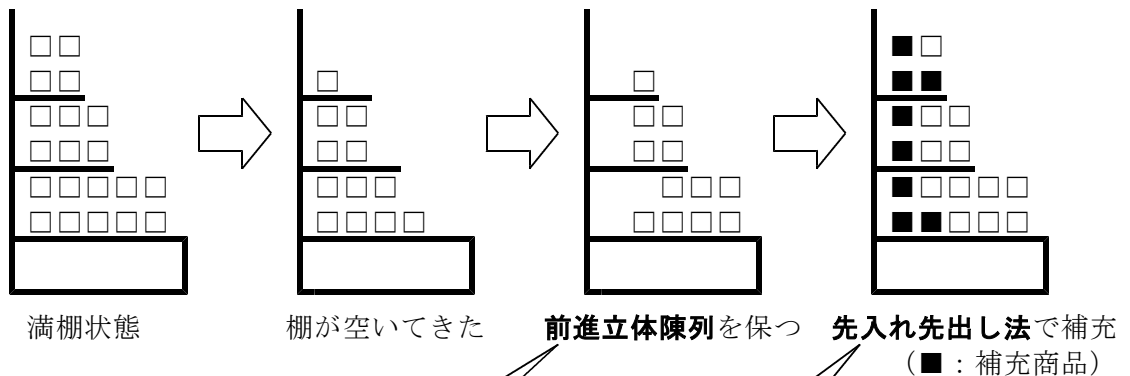 満棚状態
棚が空いてきた
前進立体陳列を保つ
先入れ先出し法で補充
(■：補充商品)